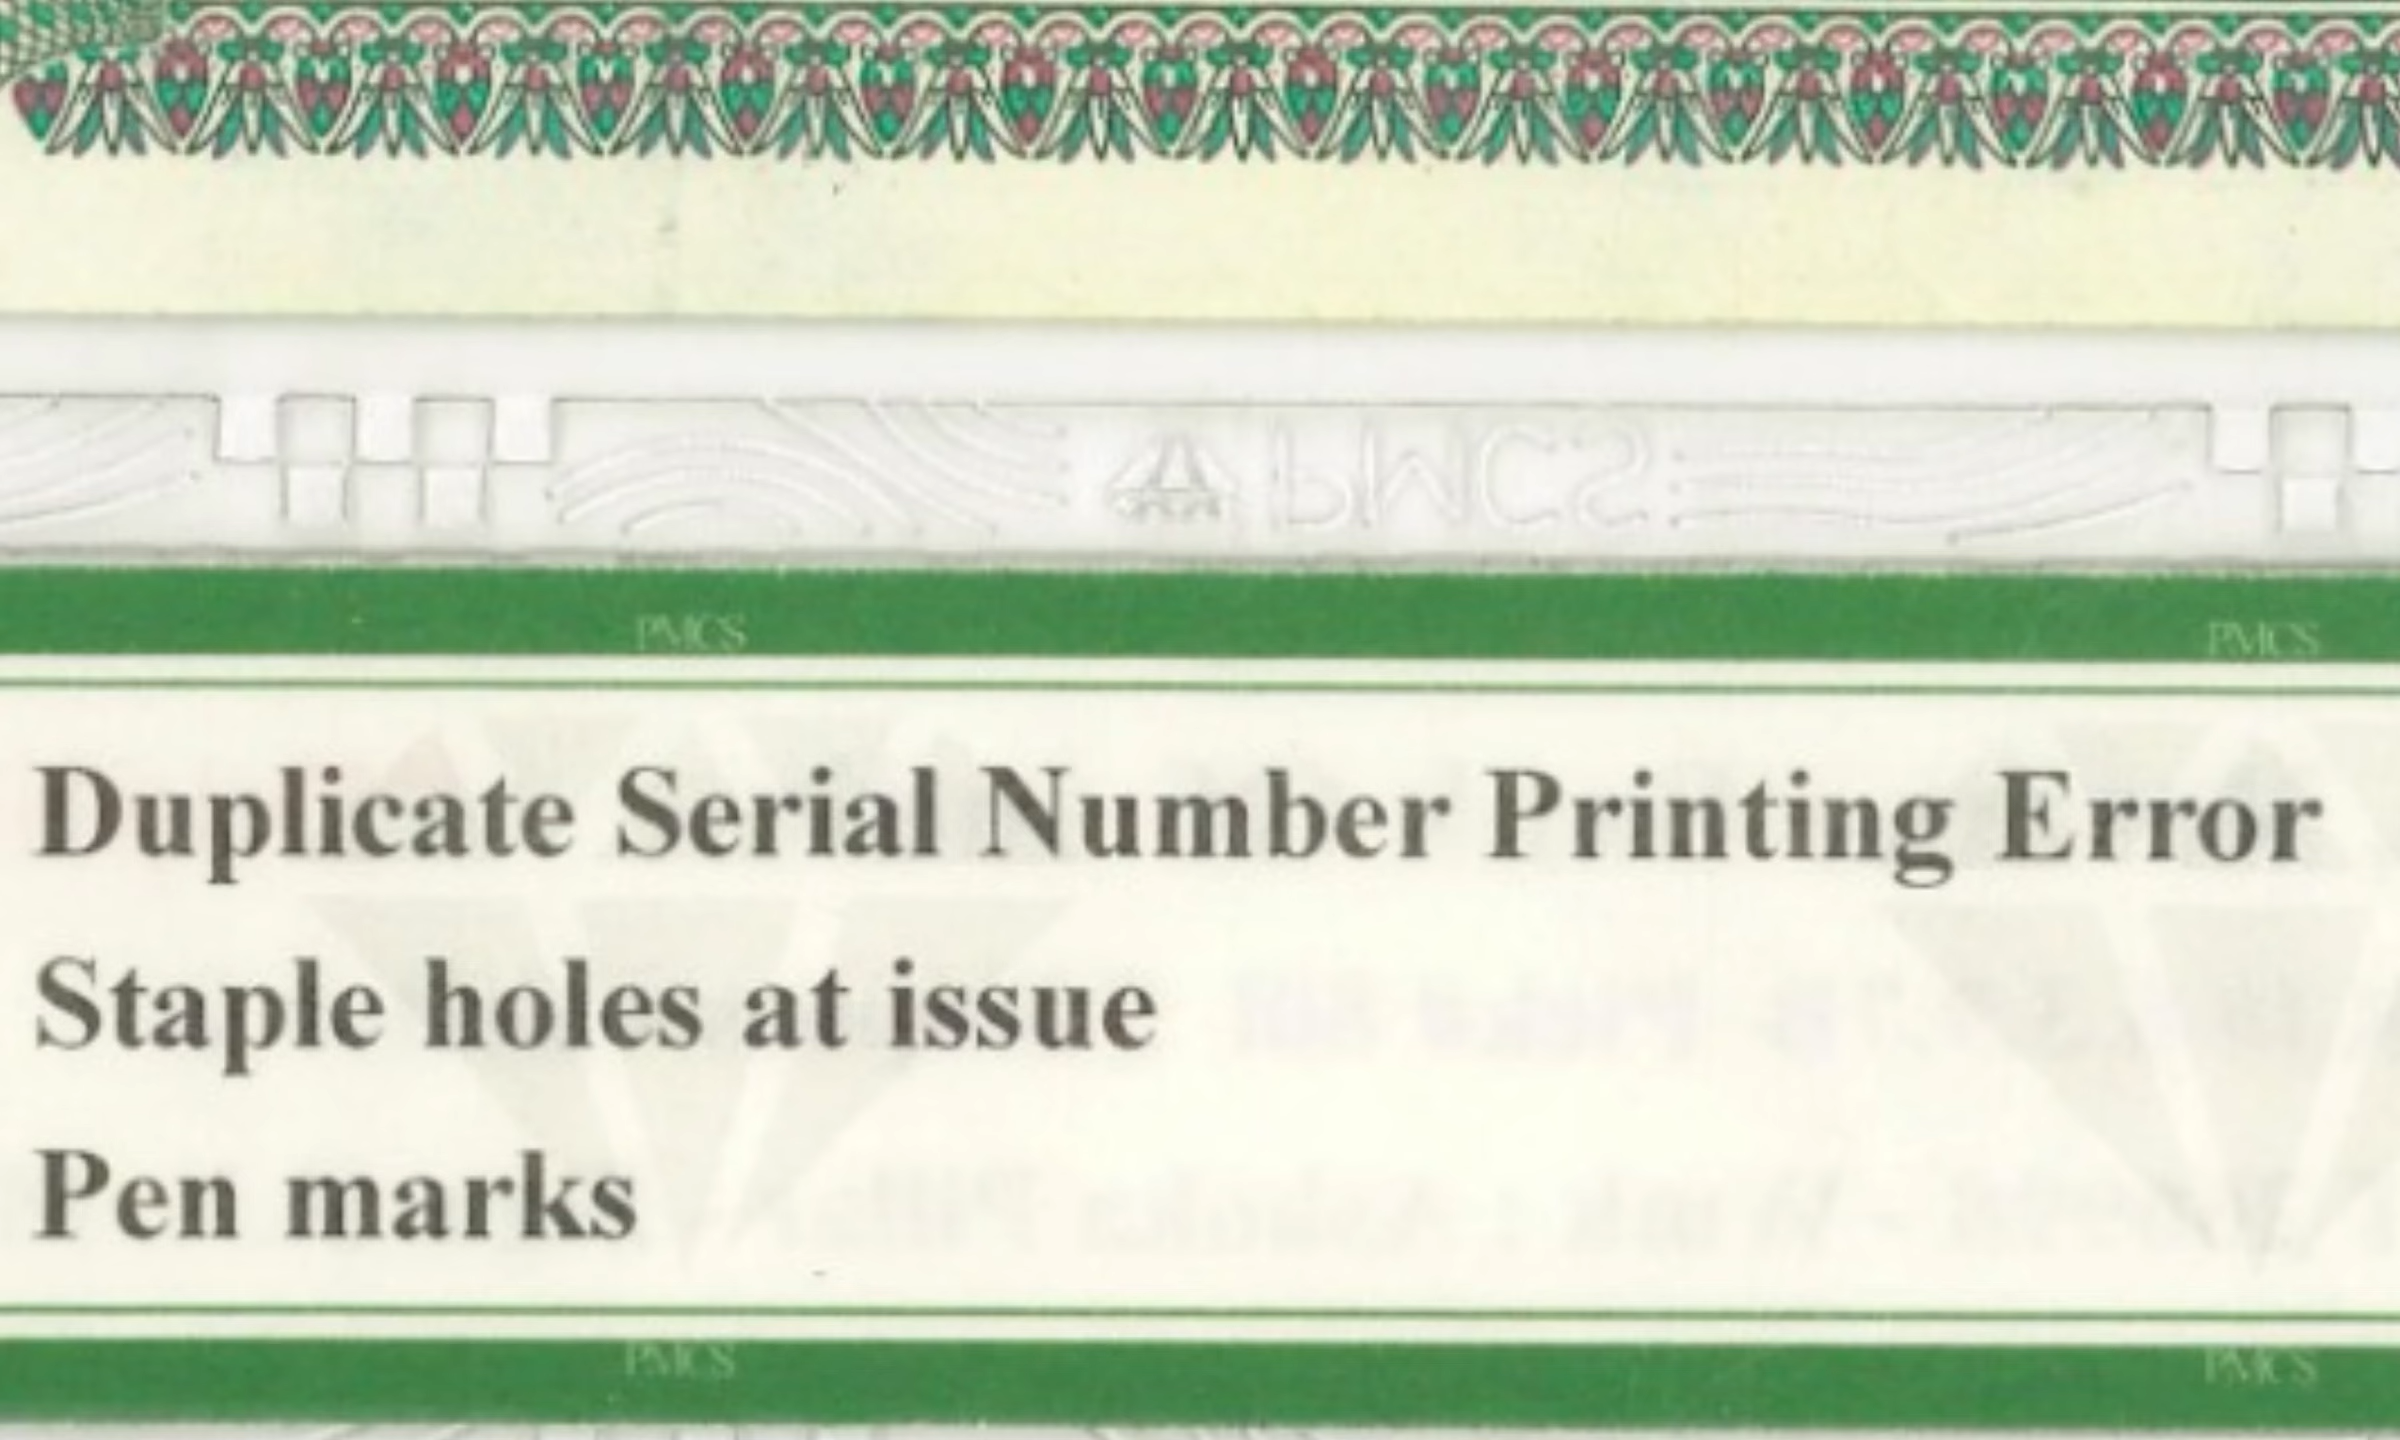 PMCS
PMCS PMCS
Duplicate Serial Number Printing Error
Staple holes at issue
Pen marks
PMCS PMCS